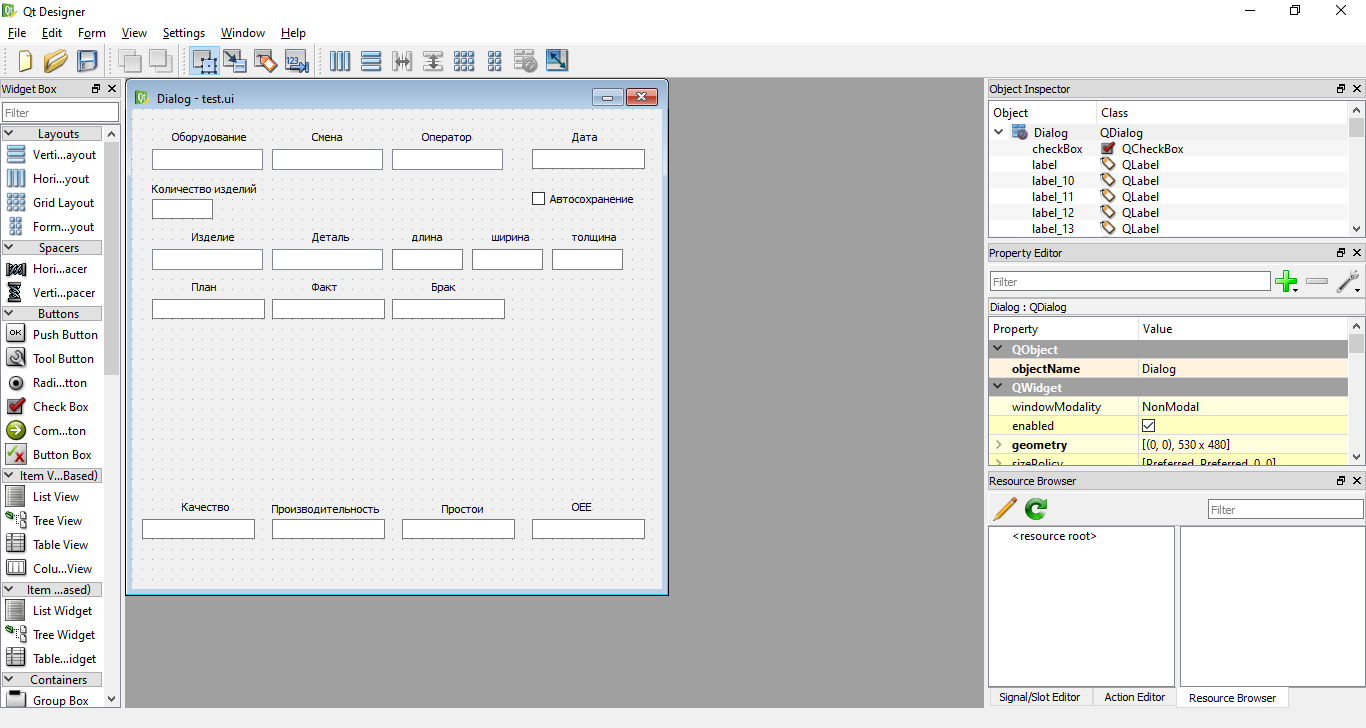 Qt Designer
File Edit Form View Settings Window Help
Widget Box
Filter
Layouts
Verti...ayout
Hori...yout
Grid Layout
Form...yout
Spacers
Hori...acer
Verti...pacer
Buttons
OK Push Button
Tool Button
Radi...tton
Check Box
Com...ton
Button Box
Item V...Based)
List View
Tree View
Table View
Colu...View
Item ...ased)
List Widget
Tree Widget
Table...idget
Containers
Group Box
Dialog - test.ui
Оборудование Смена Оператор Дата
Количество изделий
Автосохранение
Изделие Деталь длина ширина толщина
План Факт Брак
Качество Производительность Простои OEE
Object Inspector
Object Class
Dialog QDialog
checkBox QCheckBox
label QLabel
label_10 QLabel
label_11 QLabel
label_12 QLabel
label_13 QLabel
Property Editor
Filter
Dialog : QDialog
Property Value
QObject
objectName Dialog
QWidget
windowModality NonModal
enabled
geometry [(0, 0), 530 x 480]
sizePolicy [Preferred, Preferred, 0, 0]
Resource Browser
Filter
<resource root>
Signal/Slot Editor Action Editor Resource Browser